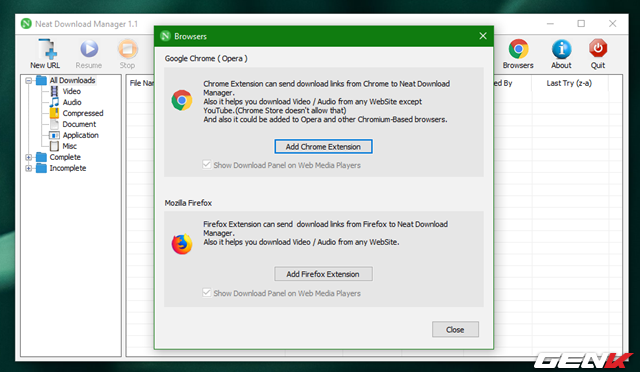 Neat Download Manager 1.1
New URL
Resume
Stop
Browsers
About
Quit
All Downloads
Video
Audio
Compressed
Document
Application
Misc
Complete
Incomplete
File Nam
ed By
Last Try (z-a)
Browsers
Google Chrome ( Opera )
Chrome Extension can send download links from Chrome to Neat Download
Manager.
Also it helps you download Video / Audio from any WebSite except
YouTube.(Chrome Store doesn't allow that)
And also it could be added to Opera and other Chromium-Based browsers.
Add Chrome Extension
Show Download Panel on Web Media Players
Mozilla Firefox
Firefox Extension can send download links from Firefox to Neat Download
Manager.
Also it helps you download Video / Audio from any WebSite.
Add Firefox Extension
Show Download Panel on Web Media Players
Close
GENK